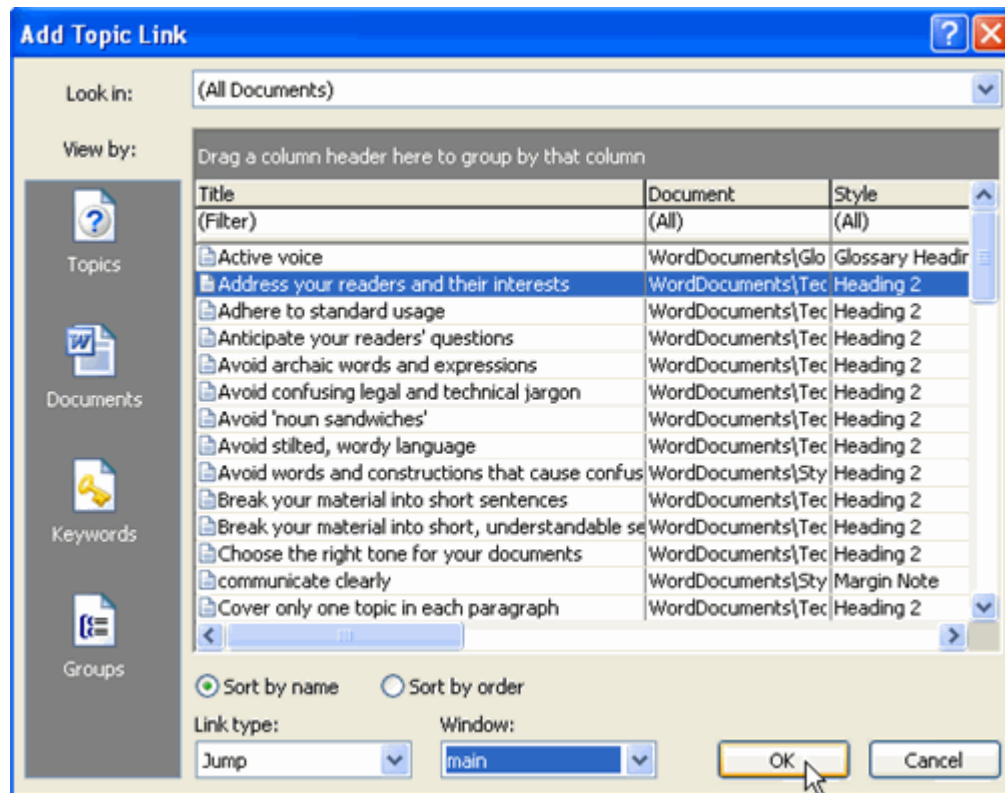 Add Topic Link
Look in: (All Documents)
View by:
Drag a column header here to group by that column
Title Document Style
(Filter) (All) (All)
Active voice WordDocuments\Glo Glossary Headir
Address your readers and their interests WordDocuments\Tec Heading 2
Adhere to standard usage WordDocuments\Tec Heading 2
Anticipate your readers' questions WordDocuments\Tec Heading 2
Avoid archaic words and expressions WordDocuments\Tec Heading 2
Avoid confusing legal and technical jargon WordDocuments\Tec Heading 2
Avoid 'noun sandwiches' WordDocuments\Tec Heading 2
Avoid stilted, wordy language WordDocuments\Tec Heading 2
Avoid words and constructions that cause confus WordDocuments\Sty Heading 2
Break your material into short sentences WordDocuments\Tec Heading 2
Break your material into short, understandable se WordDocuments\Tec Heading 2
Choose the right tone for your documents WordDocuments\Tec Heading 2
communicate clearly WordDocuments\Sty Margin Note
Cover only one topic in each paragraph WordDocuments\Tec Heading 2
Topics
Documents
Keywords
Groups
Sort by name Sort by order
Link type: Window:
Jump main OK Cancel